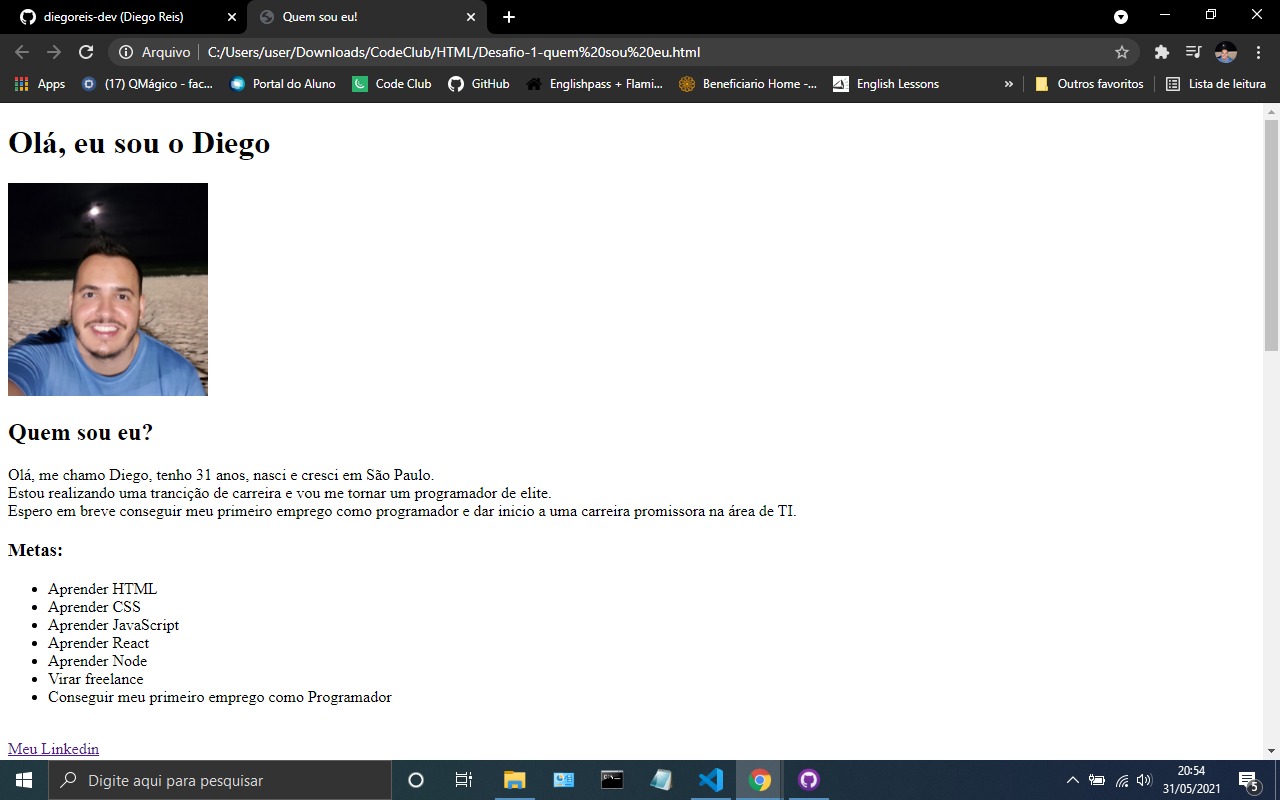 diegoreis-dev (Diego Reis)
Quem sou eu!
Arquivo
C:/Users/user/Downloads/CodeClub/HTML/Desafio-1-quem%20sou%20eu.html
Apps
(17) QMágico - fac...
Portal do Aluno
Code Club
GitHub
Englishpass + Flami...
Beneficiario Home -...
English Lessons
»
Outros favoritos
Lista de leitura
Olá, eu sou o Diego
Quem sou eu?
Olá, me chamo Diego, tenho 31 anos, nasci e cresci em São Paulo.
Estou realizando uma trancição de carreira e vou me tornar um programador de elite.
Espero em breve conseguir meu primeiro emprego como programador e dar inicio a uma carreira promissora na área de TI.
Metas:
• Aprender HTML
• Aprender CSS
• Aprender JavaScript
• Aprender React
• Aprender Node
• Virar freelance
• Conseguir meu primeiro emprego como Programador
Meu Linkedin
Digite aqui para pesquisar
20:54
31/05/2021
5